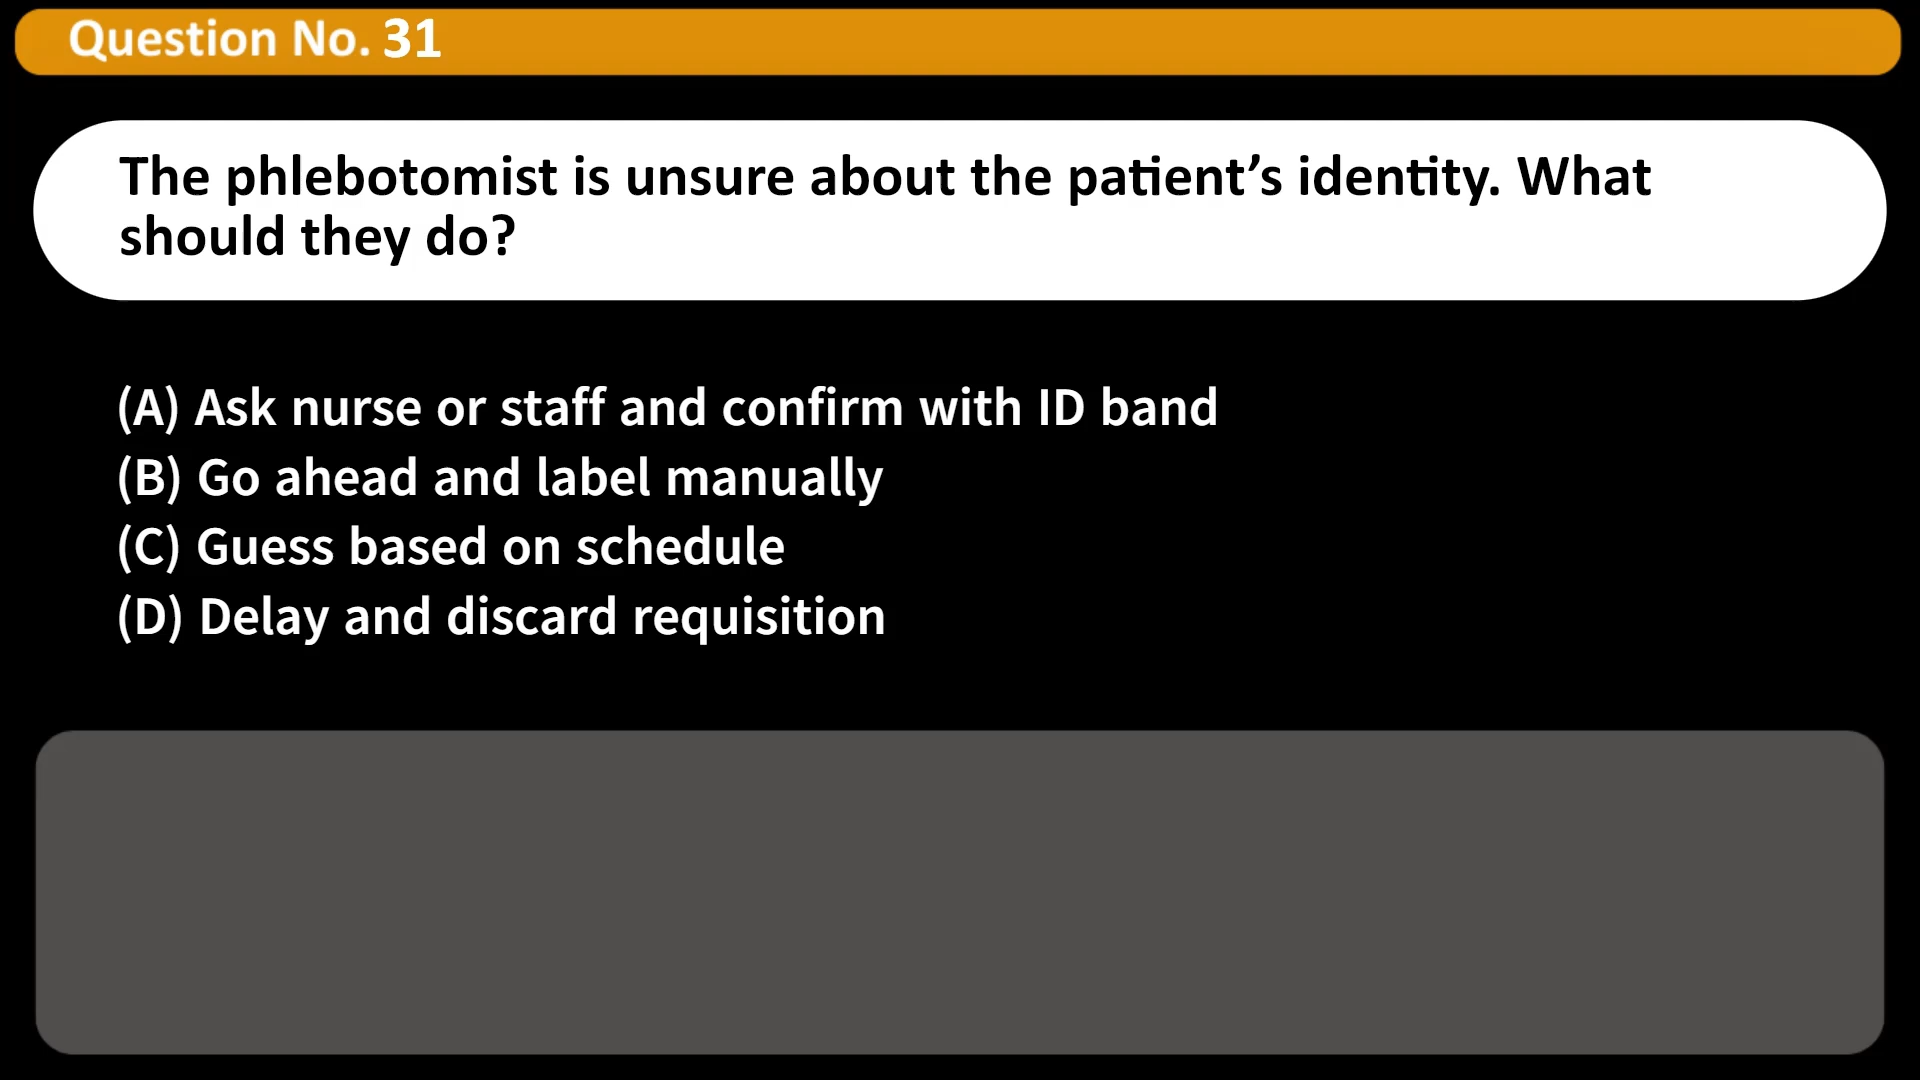 Question No. 31
The phlebotomist is unsure about the patient’s identity. What
should they do?
(A) Ask nurse or staff and confirm with ID band
(B) Go ahead and label manually
(C) Guess based on schedule
(D) Delay and discard requisition